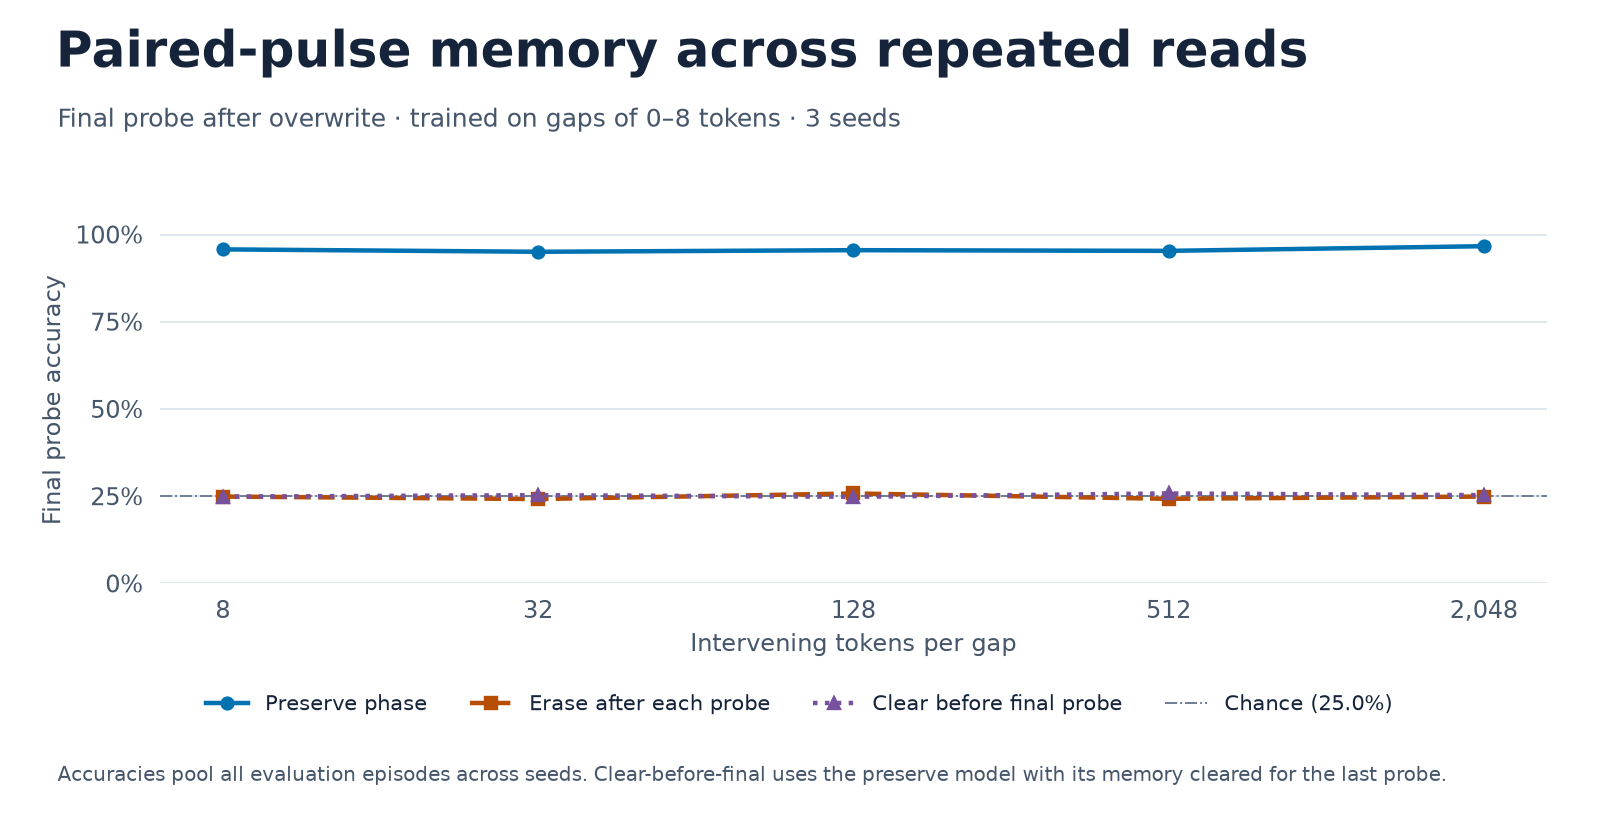 Paired-pulse memory across repeated reads
Final probe after overwrite · trained on gaps of 0–8 tokens · 3 seeds
Final probe accuracy
100%
75%
50%
25%
0%
8 32 128 512 2,048
Intervening tokens per gap
Preserve phase Erase after each probe Clear before final probe Chance (25.0%)
Accuracies pool all evaluation episodes across seeds. Clear-before-final uses the preserve model with its memory cleared for the last probe.